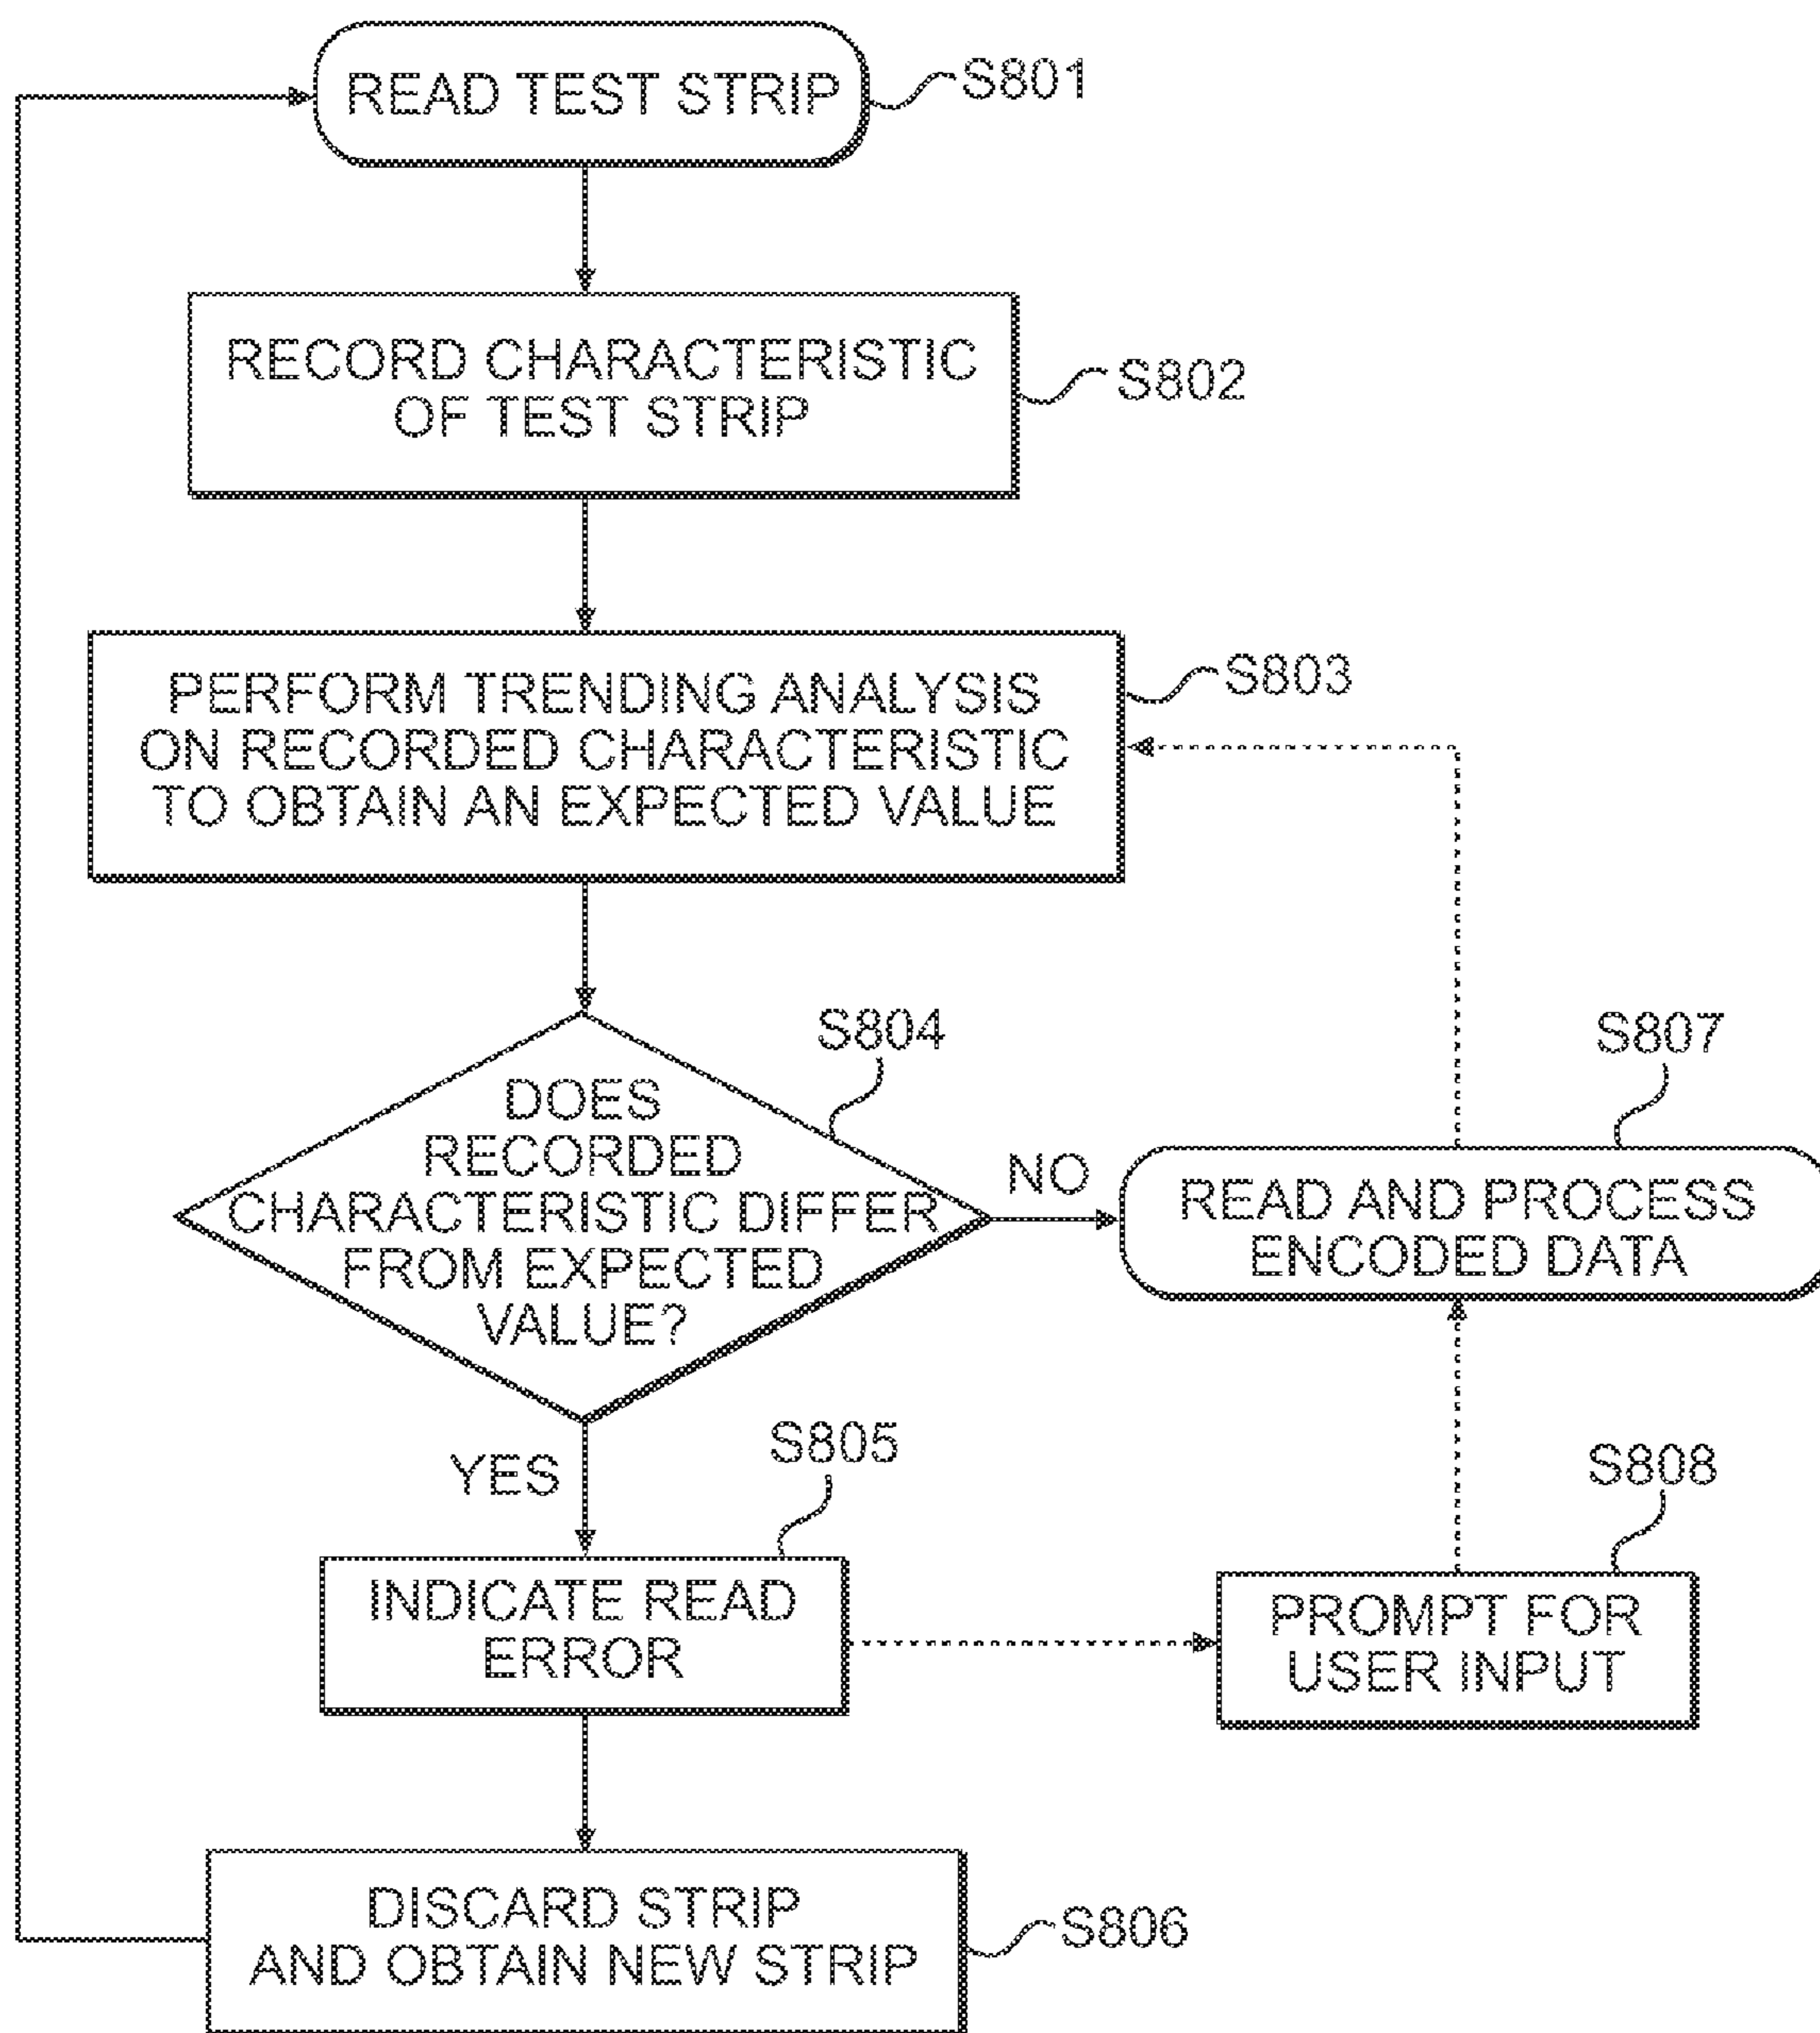 READ TEST STRIP
S801
RECORD CHARACTERISTIC
OF TEST STRIP
S802
PERFORM TRENDING ANALYSIS
ON RECORDED CHARACTERISTIC
TO OBTAIN AN EXPECTED VALUE
S803
S804
DOES
RECORDED
CHARACTERISTIC DIFFER
FROM EXPECTED
VALUE?
NO
S807
READ AND PROCESS
ENCODED DATA
YES
S805
INDICATE READ
ERROR
S808
PROMPT FOR
USER INPUT
DISCARD STRIP
AND OBTAIN NEW STRIP
S806